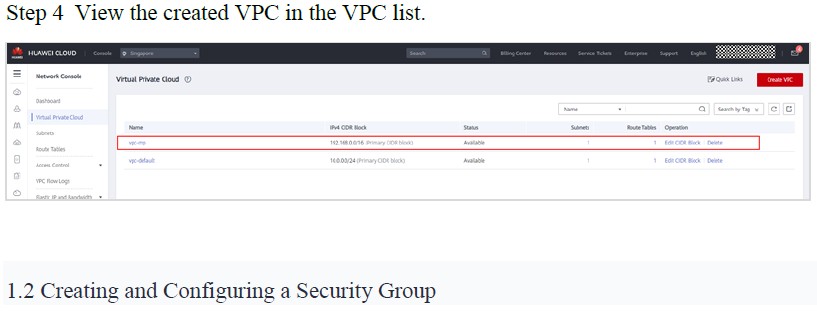 Step 4 View the created VPC in the VPC list.
HUAWEI CLOUD Console Singapore Search Billing Center Resources Service Tickets Enterprise Support English
HUAWEI
Network Console
Virtual Private Cloud
Quick Links
Create VPC
Dashboard
Virtual Private Cloud
Subnets
Route Tables
Access Control
VPC Flow Logs
Elastic IP and Bandwidth
Name
Search by Tag
Name IPv4 CIDR Block Status Subnets Route Tables Operation
vpc-mp 192.168.0.0/16 (Primary CIDR block) Available 1 1 Edit CIDR Block Delete
vpc-default 10.0.0.0/24 (Primary CIDR block) Available 1 1 Edit CIDR Block Delete
1.2 Creating and Configuring a Security Group